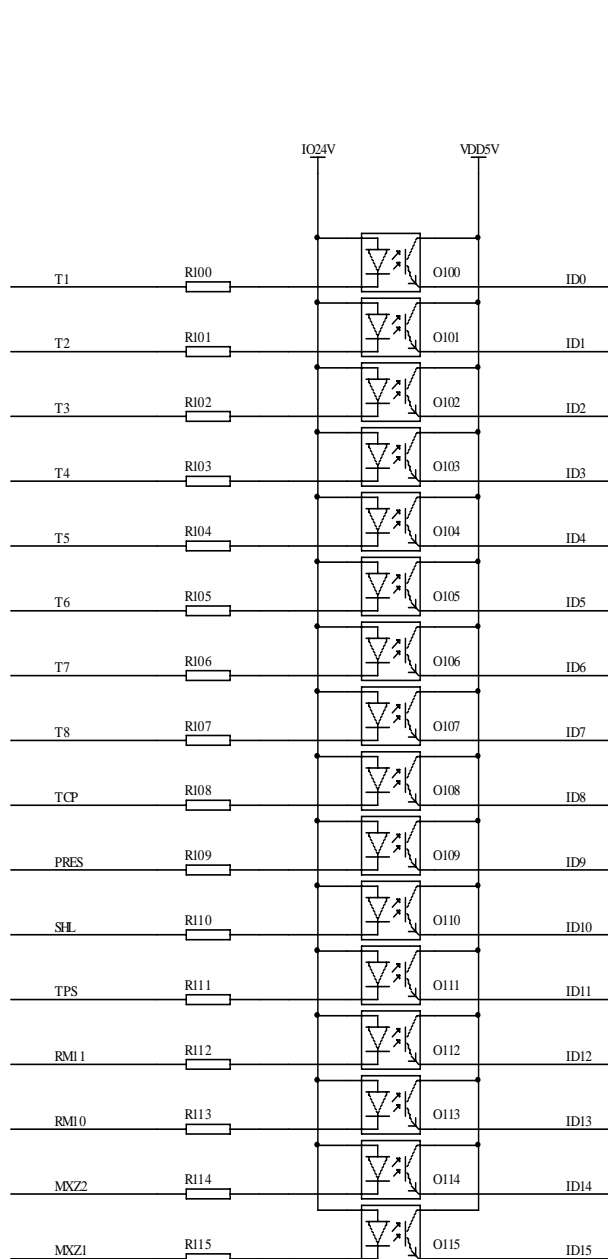 IO24V VDD5V
T1 R100 O100 ID0
T2 R101 O101 ID1
T3 R102 O102 ID2
T4 R103 O103 ID3
T5 R104 O104 ID4
T6 R105 O105 ID5
T7 R106 O106 ID6
T8 R107 O107 ID7
TCP R108 O108 ID8
PRES R109 O109 ID9
SHL R110 O110 ID10
TPS R111 O111 ID11
RM11 R112 O112 ID12
RM10 R113 O113 ID13
MXZ2 R114 O114 ID14
MXZ1 R115 O115 ID15